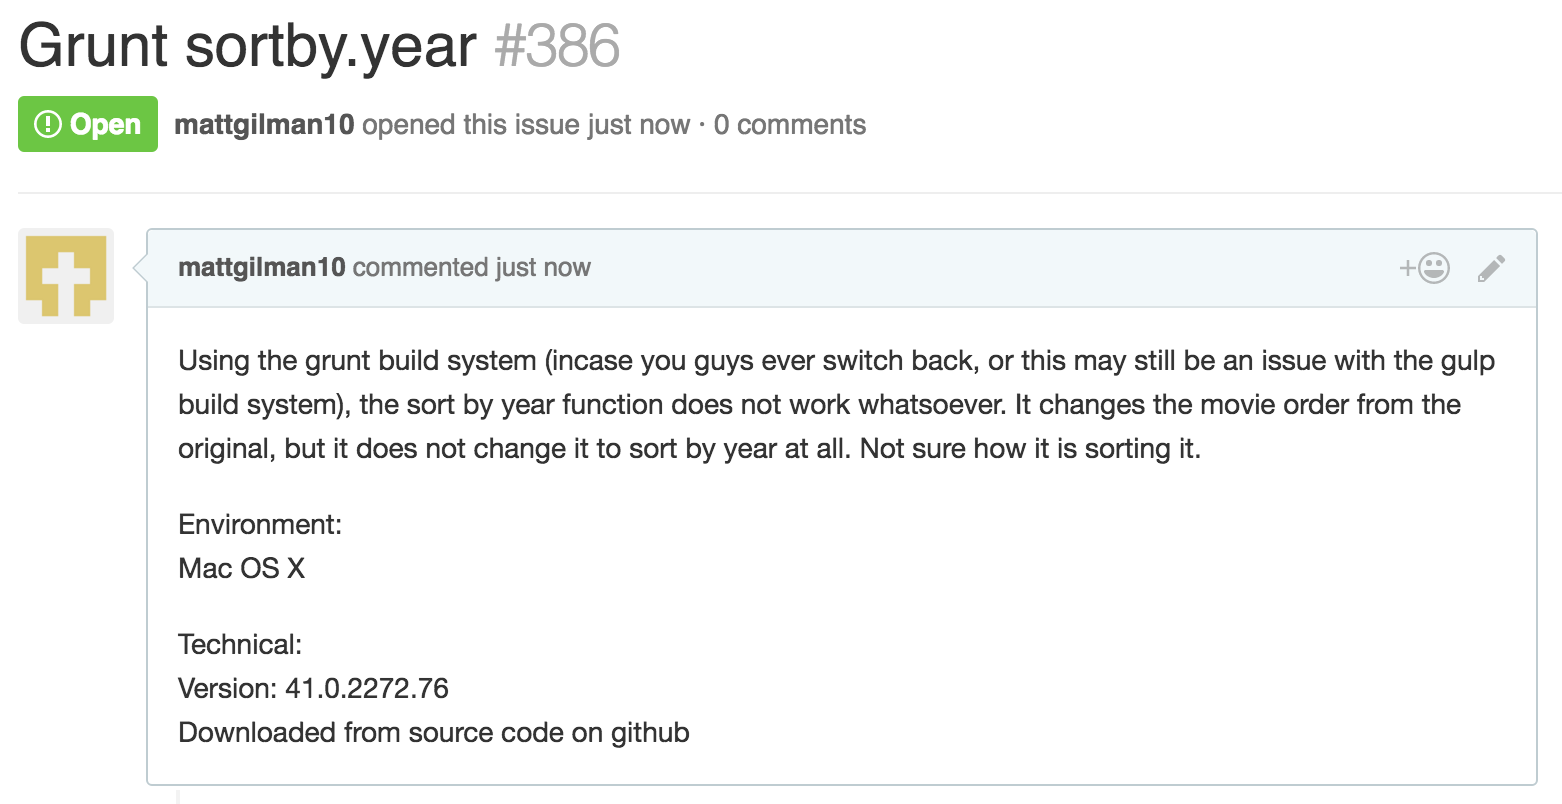 Grunt sortby.year #386
Open mattgilman10 opened this issue just now · 0 comments
mattgilman10 commented just now
Using the grunt build system (incase you guys ever switch back, or this may still be an issue with the gulp
build system), the sort by year function does not work whatsoever. It changes the movie order from the
original, but it does not change it to sort by year at all. Not sure how it is sorting it.
Environment:
Mac OS X
Technical:
Version: 41.0.2272.76
Downloaded from source code on github